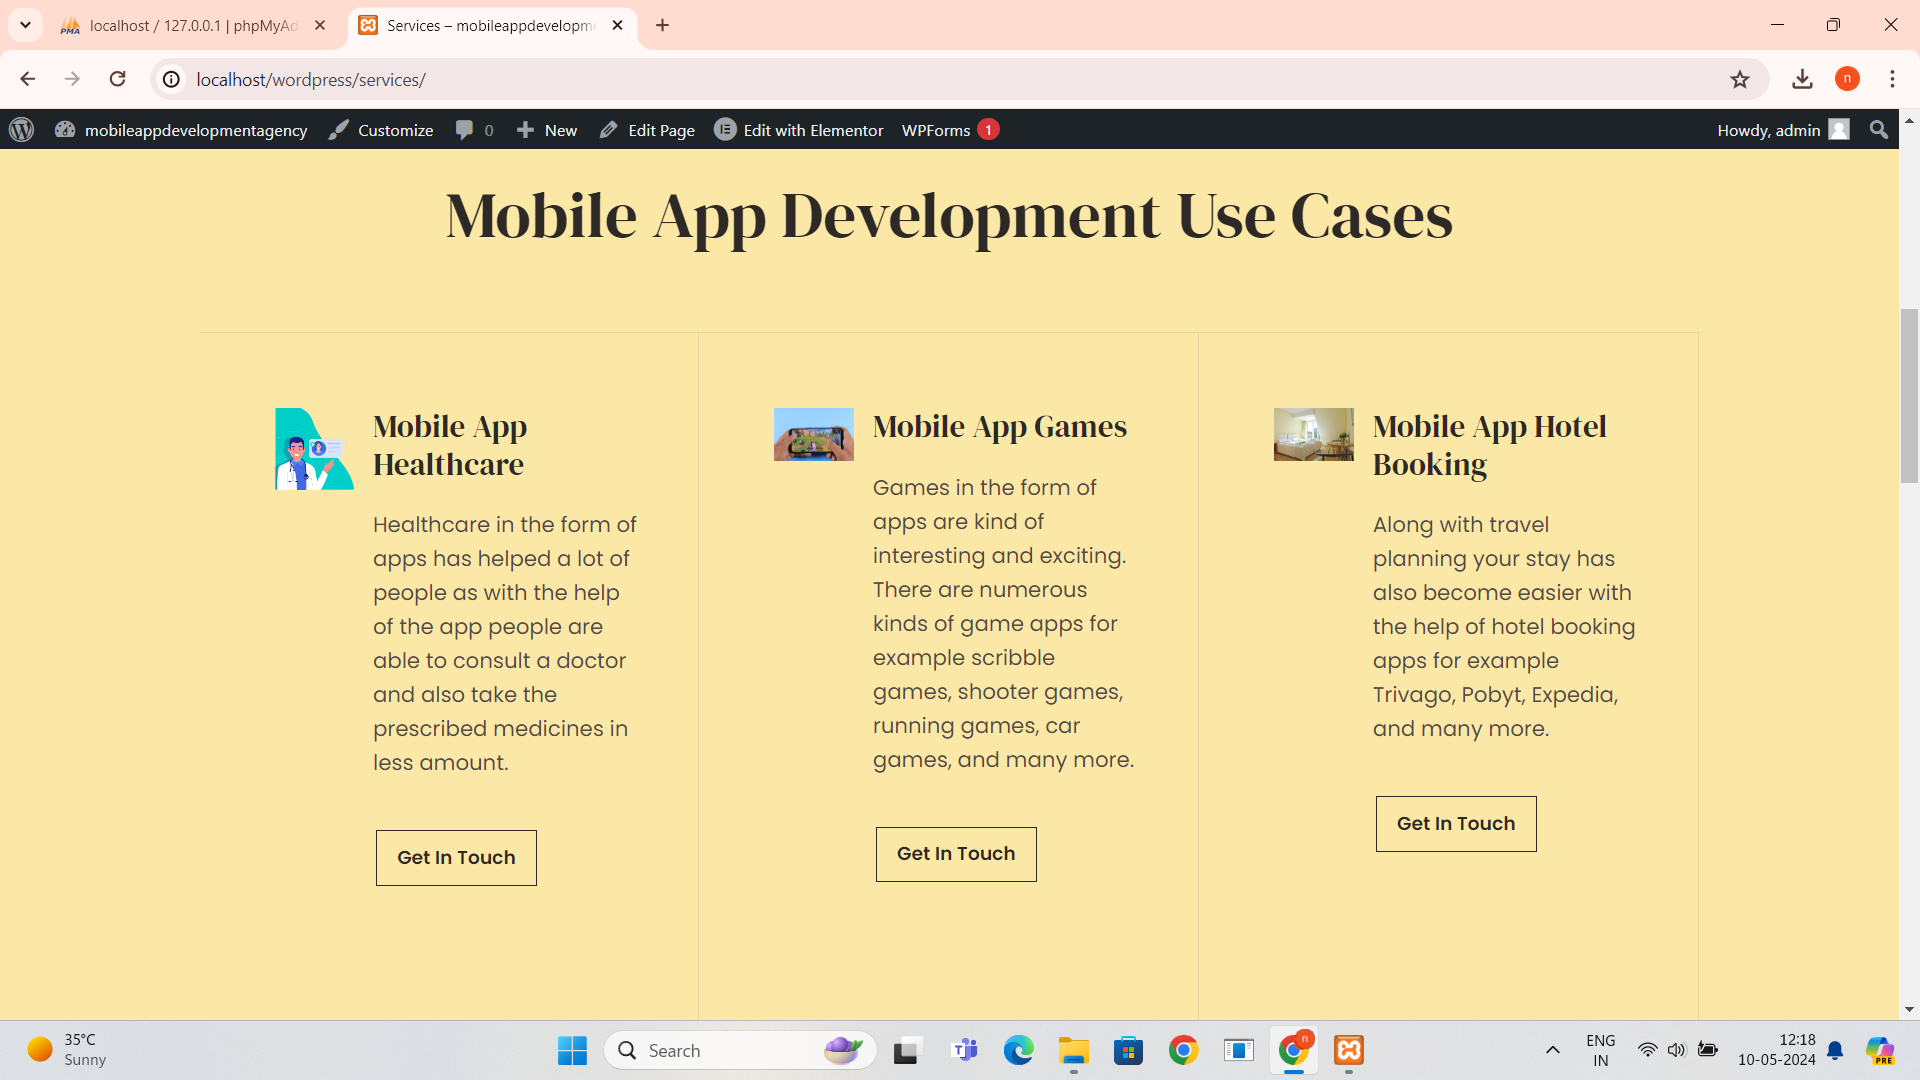 localhost / 127.0.0.1 | phpMyAd
Services – mobileappdevelopme
localhost/wordpress/services/
n
mobileappdevelopmentagency
Customize
0
New
Edit Page
Edit with Elementor
WPForms 1
Howdy, admin
Mobile App Development Use Cases
Mobile App
Healthcare
Healthcare in the form of
apps has helped a lot of
people as with the help
of the app people are
able to consult a doctor
and also take the
prescribed medicines in
less amount.
Get In Touch
Mobile App Games
Games in the form of
apps are kind of
interesting and exciting.
There are numerous
kinds of game apps for
example scribble
games, shooter games,
running games, car
games, and many more.
Get In Touch
Mobile App Hotel
Booking
Along with travel
planning your stay has
also become easier with
the help of hotel booking
apps for example
Trivago, Pobyt, Expedia,
and many more.
Get In Touch
35°C
Sunny
Search
n
ENG
IN
12:18
10-05-2024
PRE